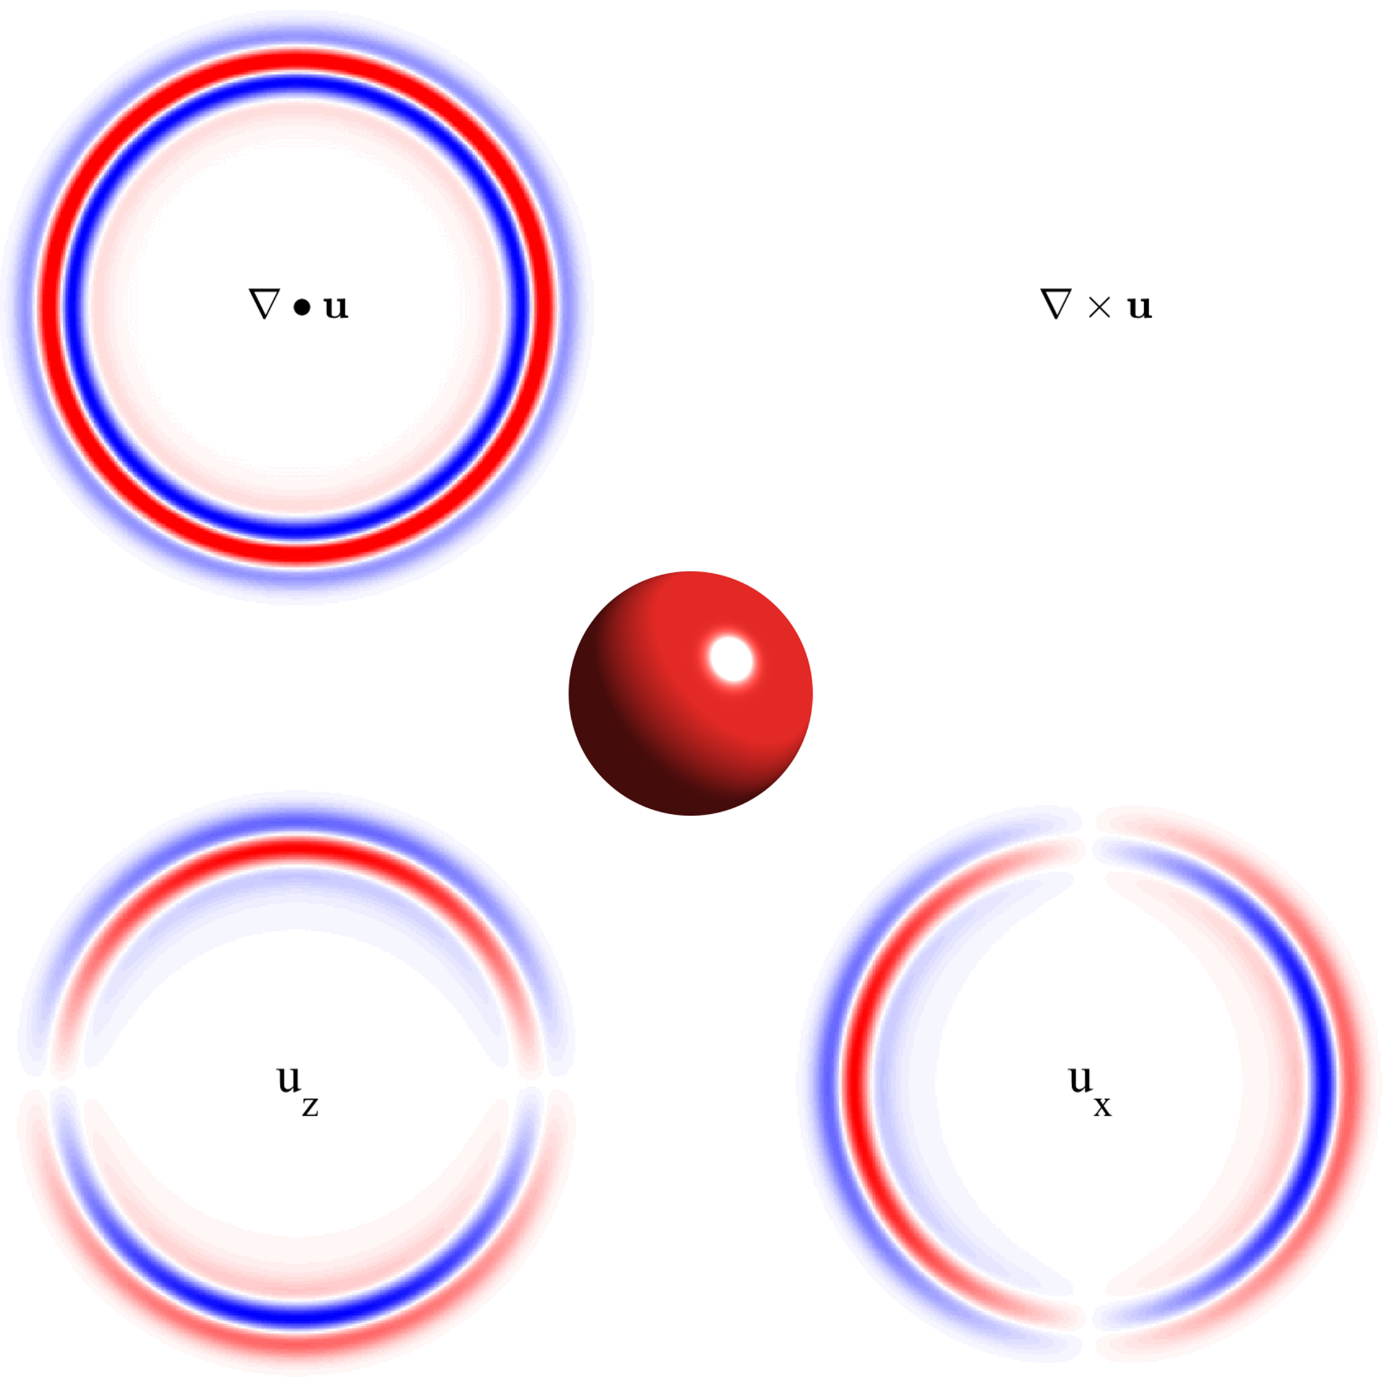 ∇ • u
∇ × u
u_z
u_x